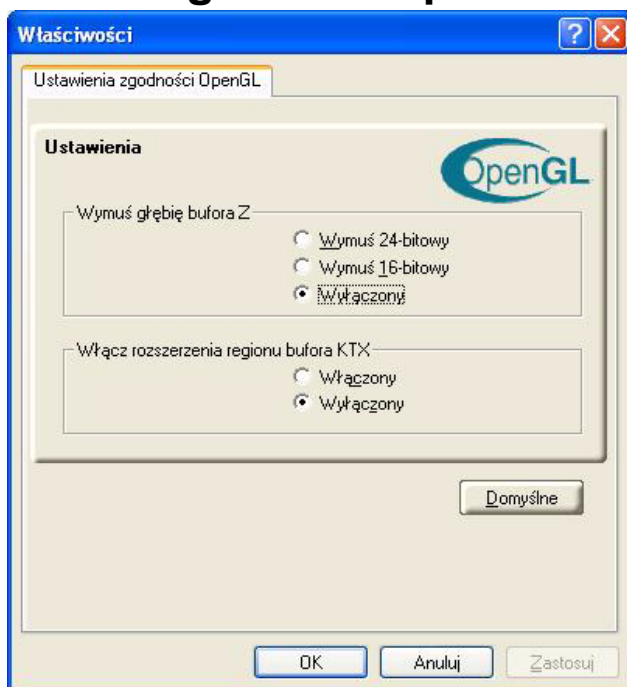 Właściwości
Ustawienia zgodności OpenGL
Ustawienia
OpenGL
Wymuś głębię bufora Z
Wymuś 24-bitowy
Wymuś 16-bitowy
Wyłączony
Włącz rozszerzenia regionu bufora KTX
Włączony
Wyłączony
Domyślne
OK Anuluj Zastosuj